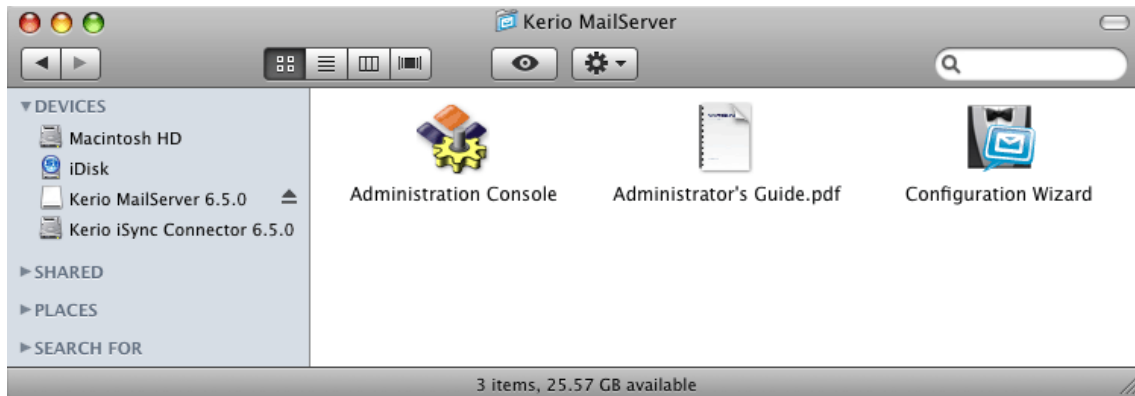 Kerio MailServer
DEVICES
Macintosh HD
iDisk
Kerio MailServer 6.5.0
Kerio iSync Connector 6.5.0
SHARED
PLACES
SEARCH FOR
Administration Console
Administrator's Guide.pdf
Configuration Wizard
3 items, 25.57 GB available